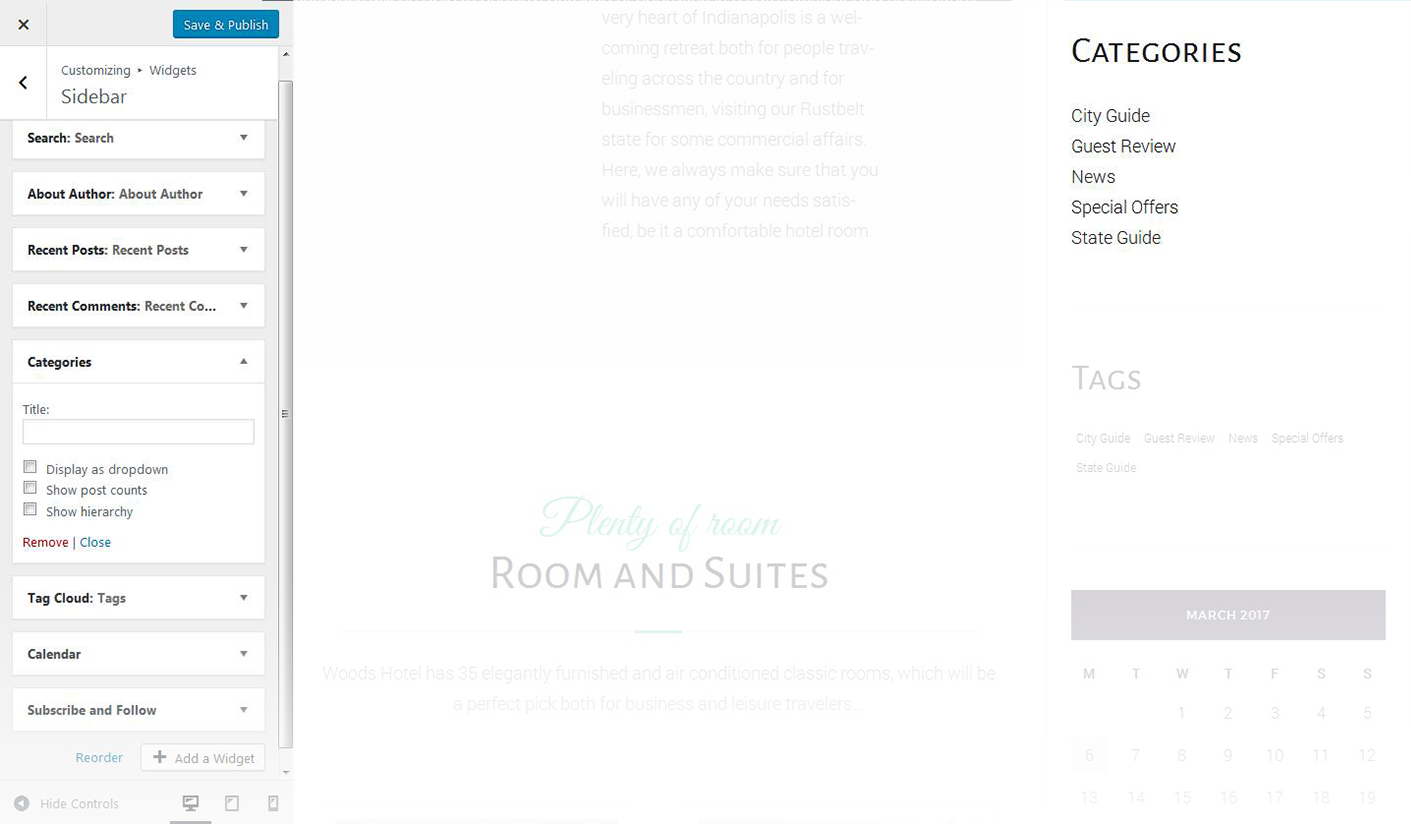 Save & Publish
Customizing ▸ Widgets
Sidebar
Search: Search
About Author: About Author
Recent Posts: Recent Posts
Recent Comments: Recent Co...
Categories
Title:
Display as dropdown
Show post counts
Show hierarchy
Remove | Close
Tag Cloud: Tags
Calendar
Subscribe and Follow
Reorder
Add a Widget
Hide Controls
very heart of Indianapolis is a wel-
coming retreat both for people trav-
eling across the country and for
businessmen, visiting our Rustbelt
state for some commercial affairs.
Here, we always make sure that you
will have any of your needs satis-
fied, be it a comfortable hotel room.
Plenty of room
Room and Suites
Woods Hotel has 35 elegantly furnished and air conditioned classic rooms, which will be
a perfect pick both for business and leisure travelers...
Categories
City Guide
Guest Review
News
Special Offers
State Guide
Tags
City Guide Guest Review News Special Offers
State Guide
MARCH 2017
M T W T F S S
1 2 3 4 5
6 7 8 9 10 11 12
13 14 15 16 17 18 19